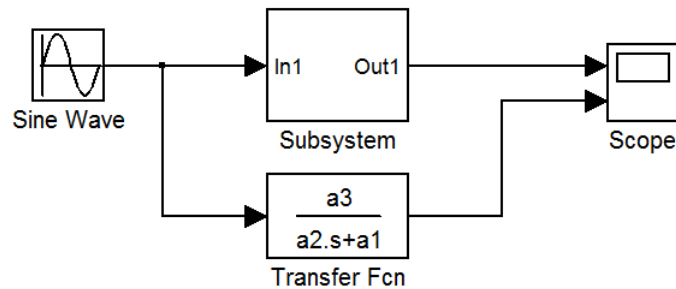 In1
Out1
Sine Wave
Subsystem
Scope
a3
a2.s+a1
Transfer Fcn